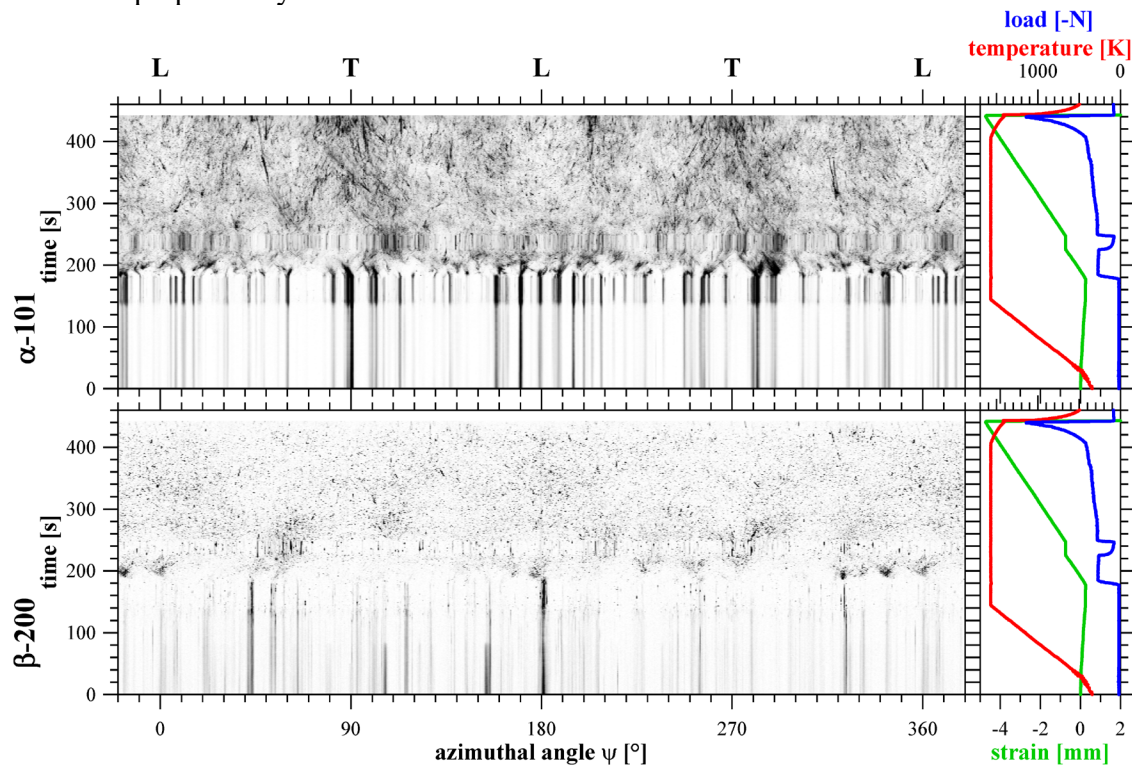 load [-N]
temperature [K]
1000 0
L T L T L
400
300
200
100
0
time [s]
α-101
400
300
200
100
0
time [s]
β-200
0 90 180 270 360
-4 -2 0 2
azimuthal angle ψ [°]
strain [mm]